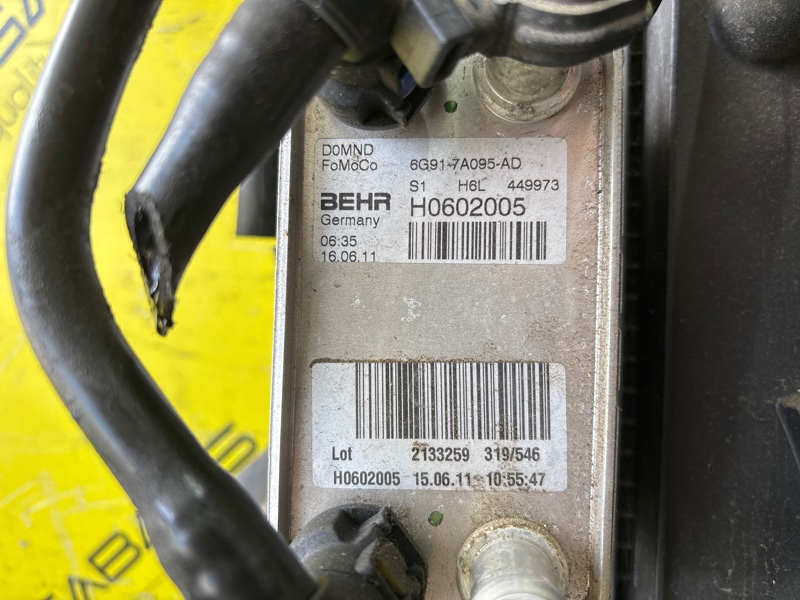 D0MND
FoMoCo 6G91-7A095-AD
S1 H6L 449973
BEHR H0602005
Germany
06:35
16.06.11
Lot 2133259 319/546
H0602005 15.06.11 10:55:47